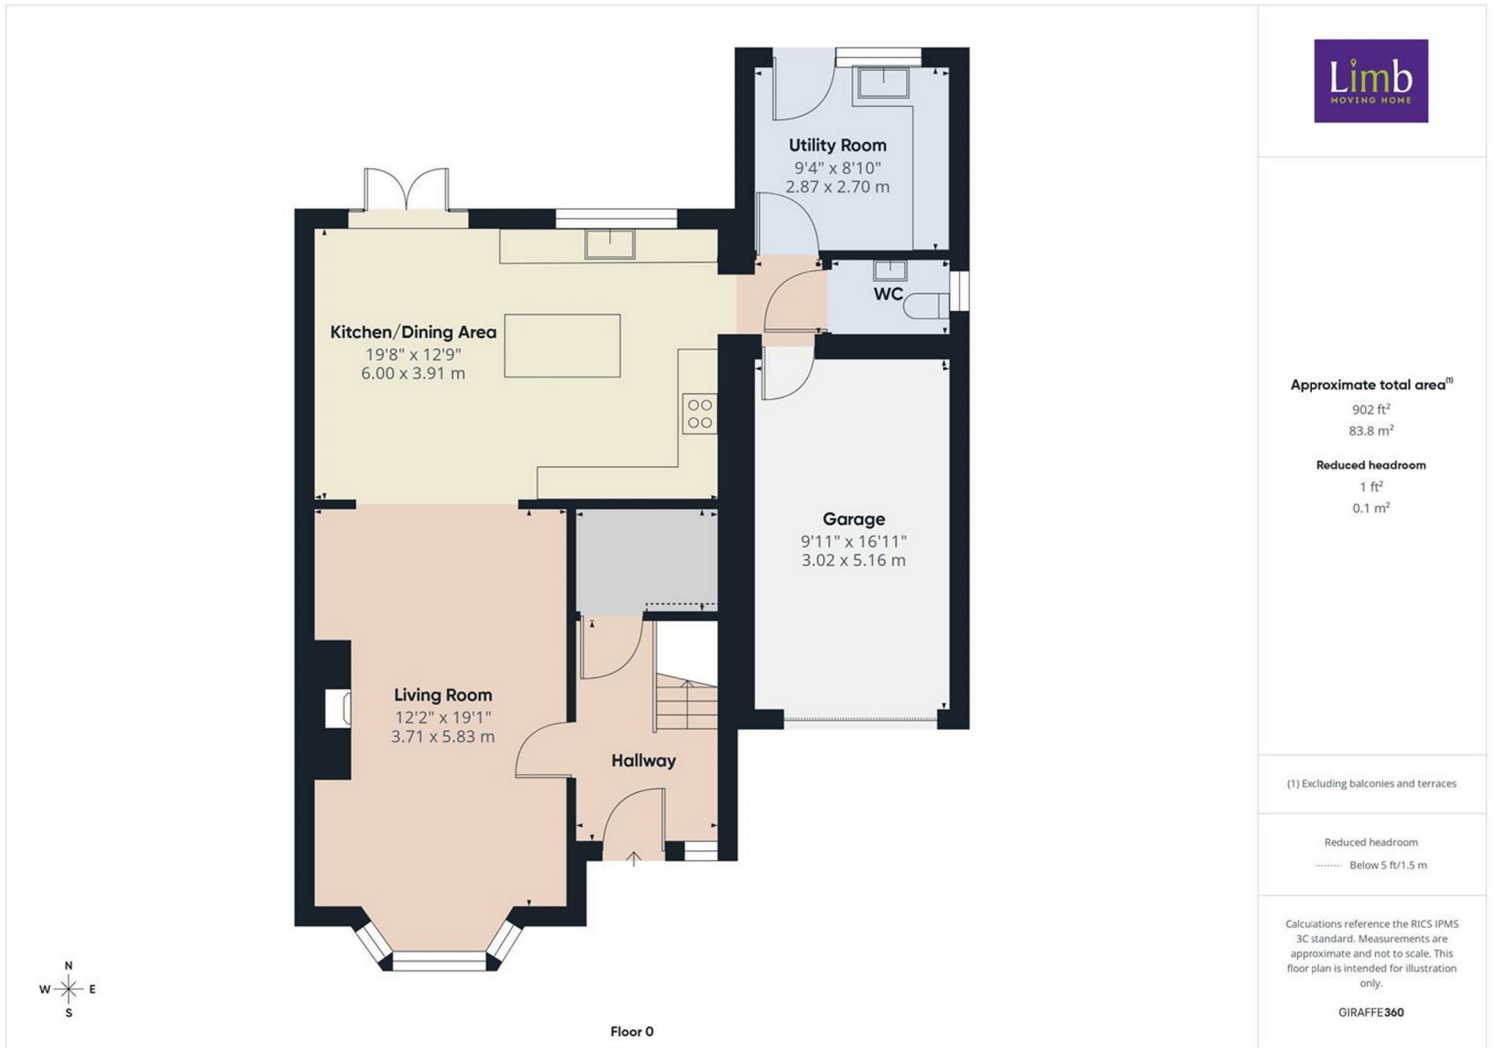 Utility Room
9'4" x 8'10"
2.87 x 2.70 m
WC
Kitchen/Dining Area
19'8" x 12'9"
6.00 x 3.91 m
Garage
9'11" x 16'11"
3.02 x 5.16 m
Living Room
12'2" x 19'1"
3.71 x 5.83 m
Hallway
N
W E
S
Floor 0
Limb
MOVING HOME
Approximate total area(1)
902 ft²
83.8 m²
Reduced headroom
1 ft²
0.1 m²
(1) Excluding balconies and terraces
Reduced headroom
Below 5 ft/1.5 m
Calculations reference the RICS IPMS
3C standard. Measurements are
approximate and not to scale. This
floor plan is intended for illustration
only.
GIRAFFE360